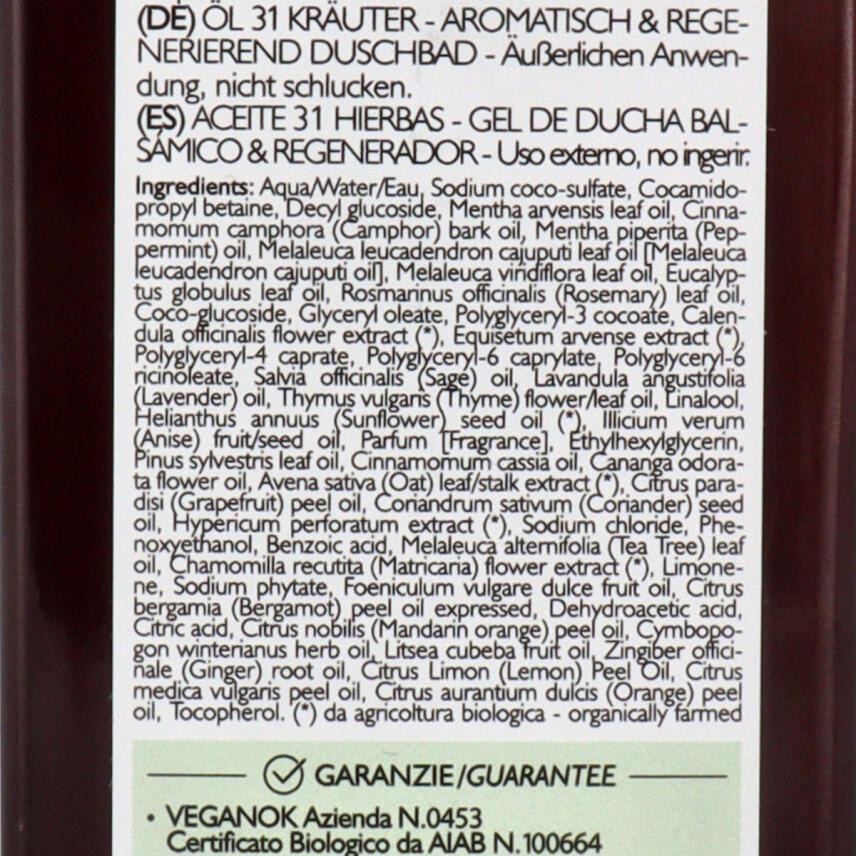 (DE) ÖL 31 KRÄUTER - AROMATISCH & REGE-
NERIEREND DUSCHBAD - Äußerlichen Anwen-
dung, nicht schlucken.
(ES) ACEITE 31 HIERBAS - GEL DE DUCHA BAL-
SÁMICO & REGENERADOR - Uso externo, no ingerir.
Ingredients: Aqua/Water/Eau, Sodium coco-sulfate, Cocamido-
propyl betaine, Decyl glucoside, Mentha arvensis leaf oil, Cinna-
momum camphora (Camphor) bark oil, Mentha piperita (Pep-
permint) oil, Melaleuca leucadendron cajuputi leaf oil [Melaleuca
leucadendron cajuputi oil], Melaleuca viridiflora leaf oil, Eucalyp-
tus globulus leaf oil, Rosmarinus officinalis (Rosemary) leaf oil,
Coco-glucoside, Glyceryl oleate, Polyglyceryl-3 cocoate, Calen-
dula officinalis flower extract (*), Equisetum arvense extract (*),
Polyglyceryl-4 caprate, Polyglyceryl-6 caprylate, Polyglyceryl-6
ricinoleate, Salvia officinalis (Sage) oil, Lavandula angustifolia
(Lavender) oil, Thymus vulgaris (Thyme) flower/leaf oil, Linalool,
Helianthus annuus (Sunflower) seed oil (*), Illicium verum
(Anise) fruit/seed oil, Parfum [Fragrance], Ethylhexylglycerin,
Pinus sylvestris leaf oil, Cinnamomum cassia oil, Cananga odora-
ta flower oil, Avena sativa (Oat) leaf/stalk extract (*), Citrus para-
disi (Grapefruit) peel oil, Coriandrum sativum (Coriander) seed
oil, Hypericum perforatum extract (*), Sodium chloride, Phe-
noxyethanol, Benzoic acid, Melaleuca alternifolia (Tea Tree) leaf
oil, Chamomilla recutita (Matricaria) flower extract (*), Limone-
ne, Sodium phytate, Foeniculum vulgare dulce fruit oil, Citrus
bergamia (Bergamot) peel oil expressed, Dehydroacetic acid,
Citric acid, Citrus nobilis (Mandarin orange) peel oil, Cymbopo-
gon winterianus herb oil, Litsea cubeba fruit oil, Zingiber offici-
nale (Ginger) root oil, Citrus Limon (Lemon) Peel Oil, Citrus
medica vulgaris peel oil, Citrus aurantium dulcis (Orange) peel
oil, Tocopherol. (*) da agricoltura biologica - organically farmed
GARANZIE/GUARANTEE
• VEGANOK Azienda N.0453
Certificato Biologico da AIAB N.100664